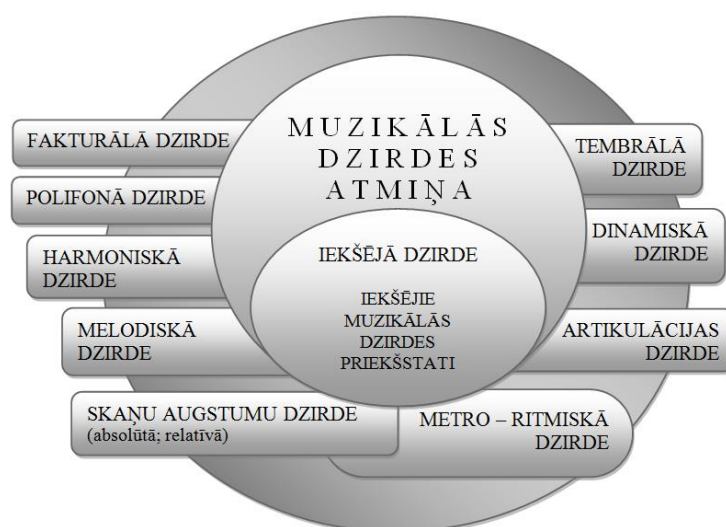 MUZIKĀLĀS
DZIRDES
ATMIŅA
IEKŠĒJĀ DZIRDE
IEKŠĒJIE
MUZIKĀLĀS
DZIRDES
PRIEKŠSTATI
FAKTURĀLĀ DZIRDE
POLIFONĀ DZIRDE
HARMONISKĀ
DZIRDE
MELODISKĀ
DZIRDE
SKAŅU AUGSTUMU DZIRDE
(absolūtā; relatīvā)
TEMBRĀLĀ
DZIRDE
DINAMISKĀ
DZIRDE
ARTIKULĀCIJAS
DZIRDE
METRO – RITMISKĀ
DZIRDE